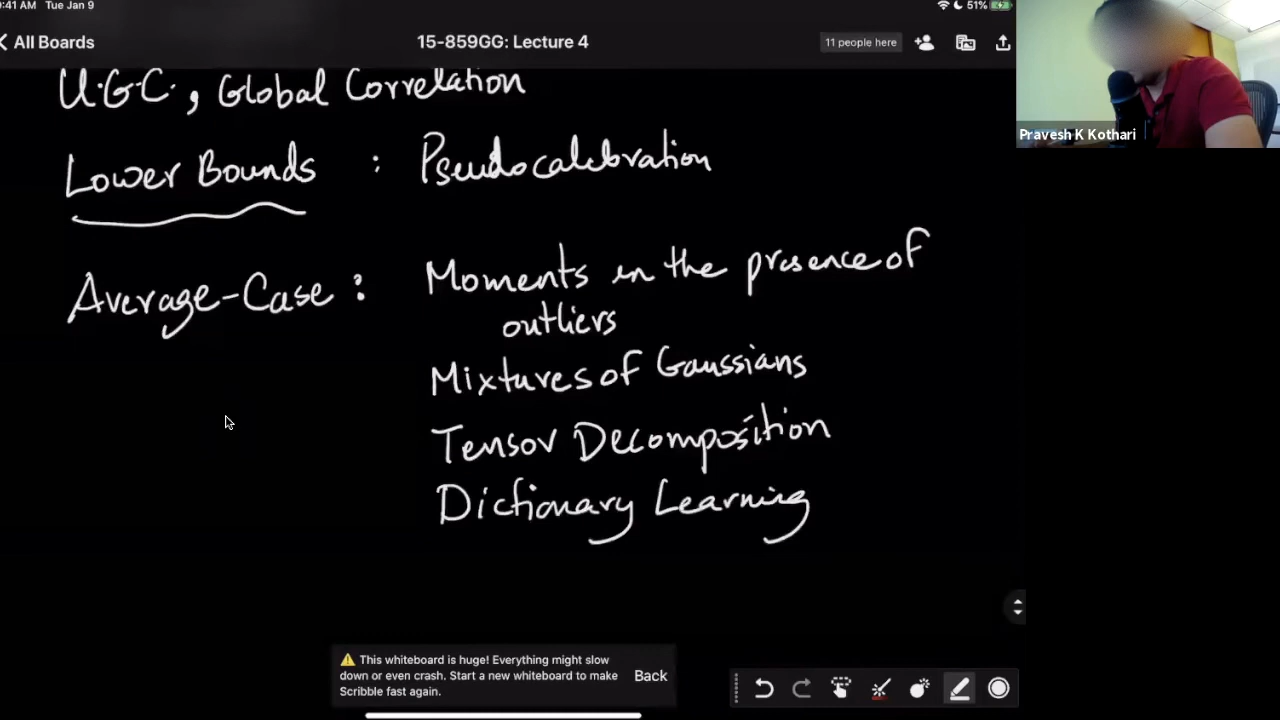 :41 AM Tue Jan 9
51%
All Boards
15-859GG: Lecture 4
11 people here
U.G.C., Global Correlation
Lower Bounds : Pseudocalibration
Average-Case : Moments in the presence of
outliers
Mixtures of Gaussians
Tensor Decomposition
Dictionary Learning
Pravesh K Kothari
This whiteboard is huge! Everything might slow
down or even crash. Start a new whiteboard to make
Scribble fast again.
Back